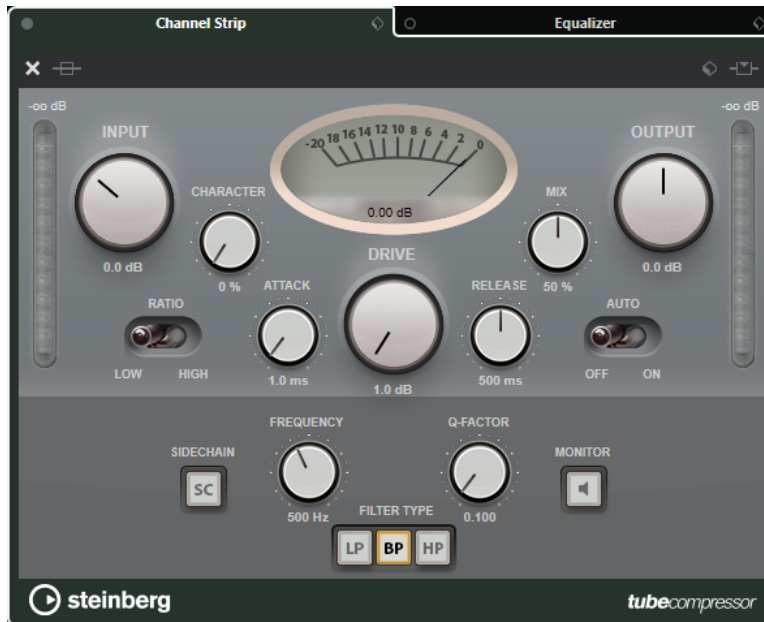 Channel Strip
Equalizer
-oo dB
-oo dB
INPUT
OUTPUT
-20 18 16 14 12 10 8 6 4 2 0
0.00 dB
CHARACTER
MIX
0.0 dB
0.0 dB
0 %
50 %
DRIVE
ATTACK
RELEASE
RATIO
AUTO
LOW HIGH
1.0 ms
1.0 dB
500 ms
OFF ON
FREQUENCY
Q-FACTOR
SIDECHAIN
MONITOR
SC
500 Hz
FILTER TYPE
0.100
LP BP HP
steinberg
tubecompressor